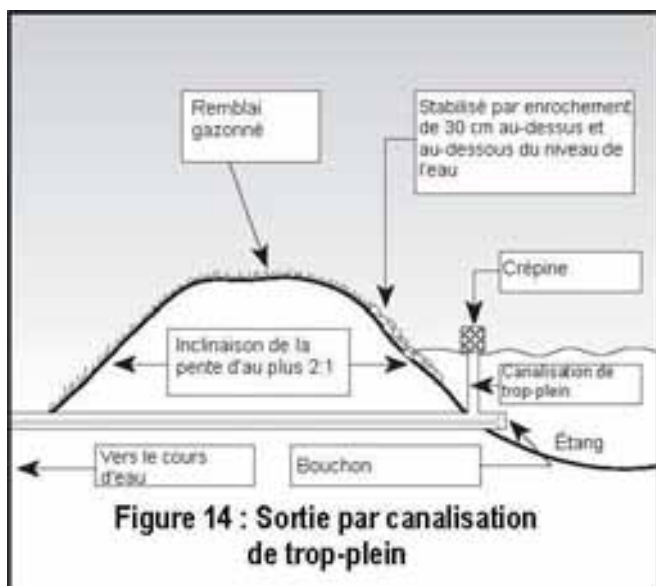 Remblai
gazonné
Stabilisé par enrochement
de 30 cm au-dessus et
au-dessous du niveau de
l'eau
Crépine
Inclinaison de la
pente d'au plus 2:1
Canalisation de
trop-plein
Vers le cours
d'eau
Bouchon
Étang
Figure 14 : Sortie par canalisation
de trop-plein